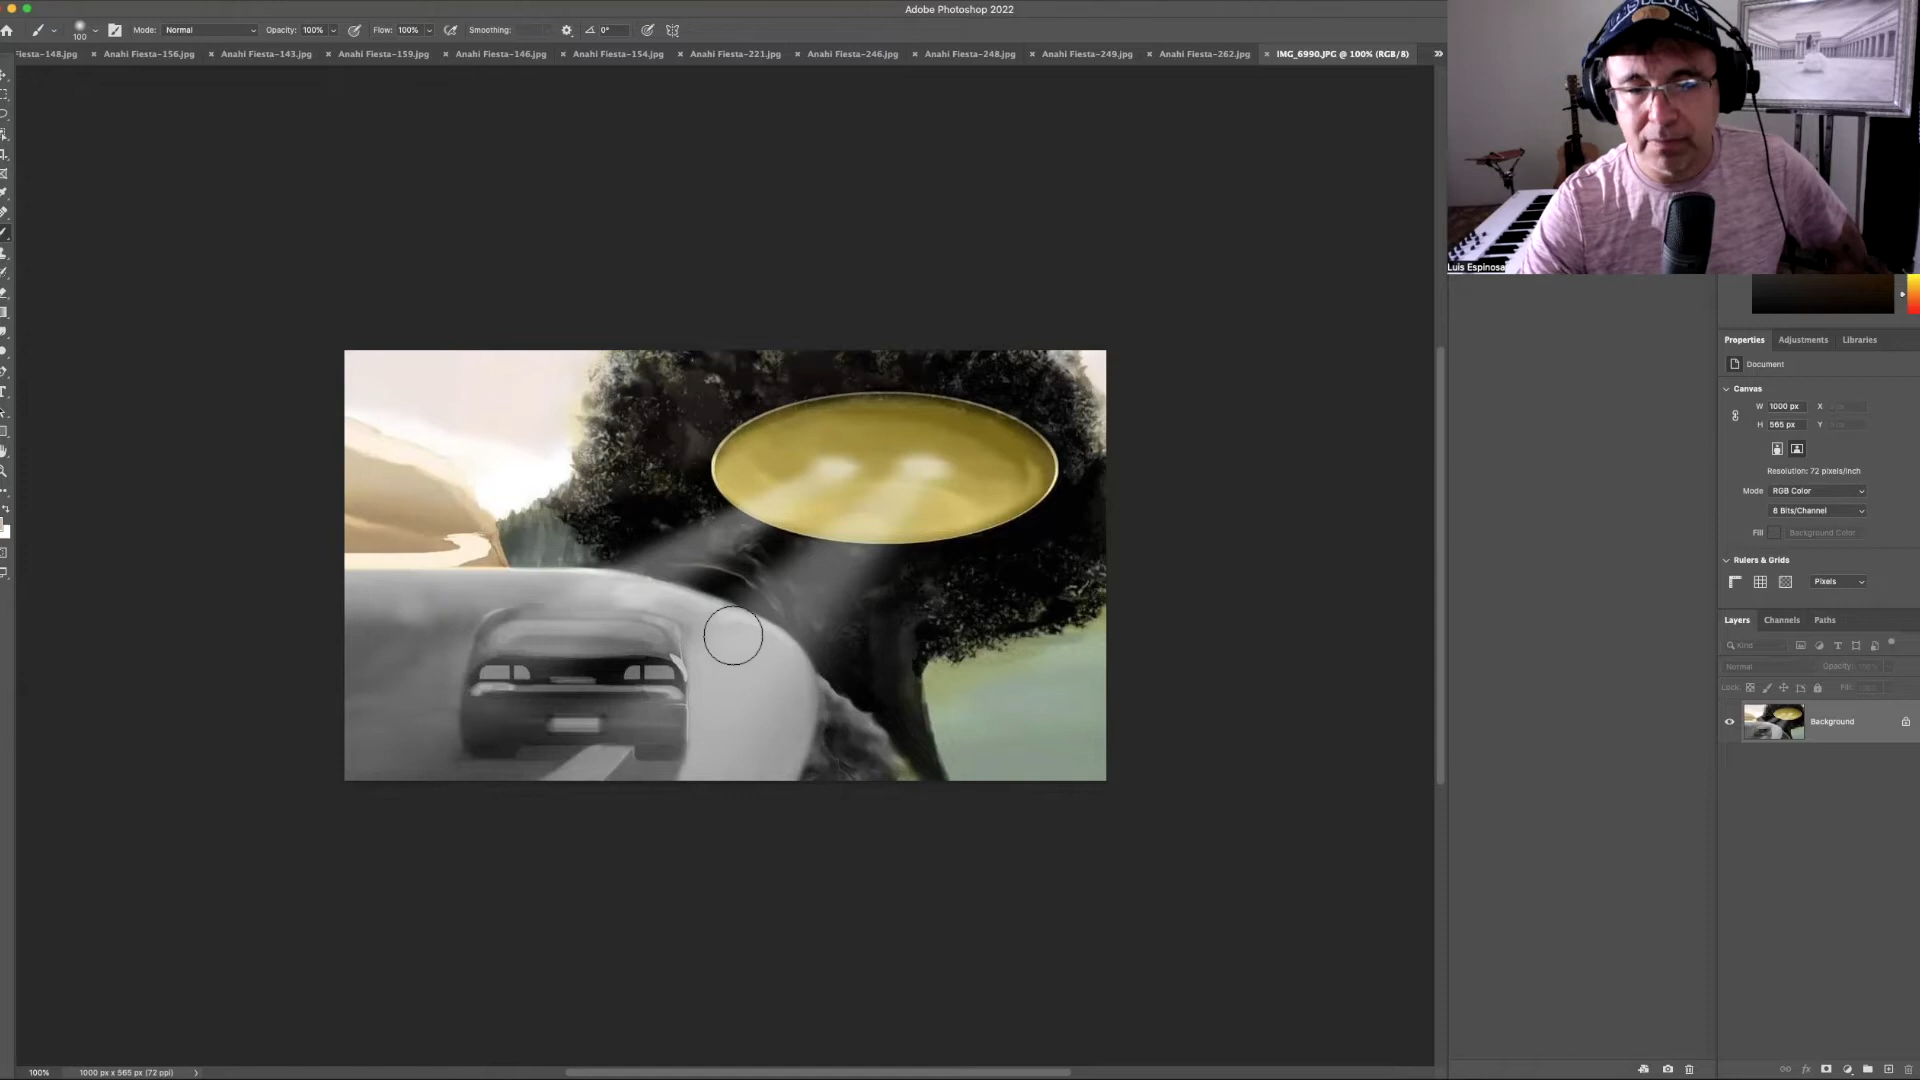 Adobe Photoshop 2022
100
Mode: Normal
Opacity: 100%
Flow: 100%
Smoothing:
0°
Fiesta-148.jpg
Anahi Fiesta-156.jpg
Anahi Fiesta-143.jpg
Anahi Fiesta-159.jpg
Anahi Fiesta-146.jpg
Anahi Fiesta-154.jpg
Anahi Fiesta-221.jpg
Anahi Fiesta-246.jpg
Anahi Fiesta-248.jpg
Anahi Fiesta-249.jpg
Anahi Fiesta-262.jpg
IMG_6990.JPG @ 100% (RGB/8)
Luis Espinosa
Properties
Adjustments
Libraries
Document
Canvas
W 1000 px X
H 565 px Y
Resolution: 72 pixels/inch
Mode RGB Color
8 Bits/Channel
Fill Background Color
Rulers & Grids
Pixels
Layers
Channels
Paths
Kind
Normal
Opacity:
Lock:
Fill:
Background
100%
1000 px x 565 px (72 ppi)